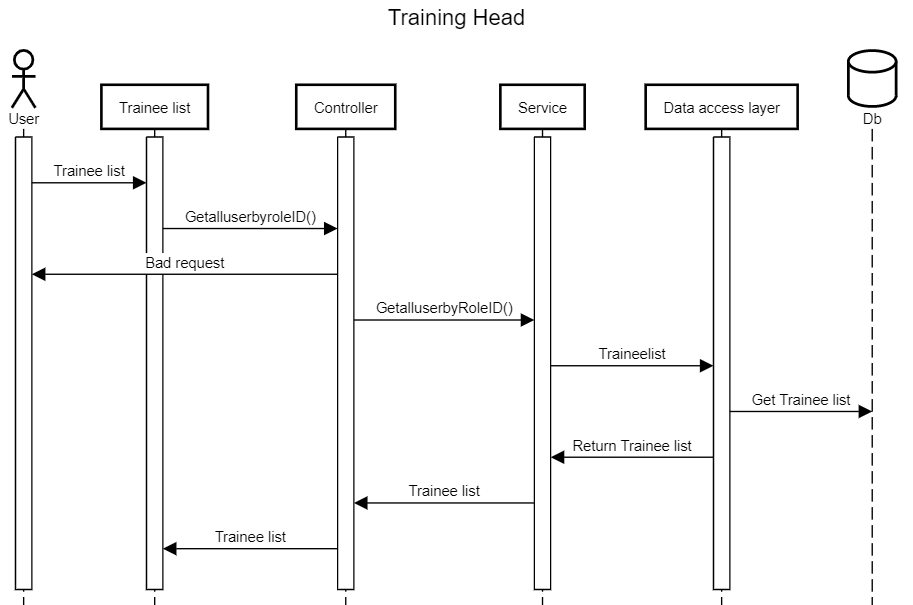 Training Head
User
Trainee list
Controller
Service
Data access layer
Db
Trainee list
GetalluserbyroleID()
Bad request
GetalluserbyRoleID()
Traineelist
Get Trainee list
Return Trainee list
Trainee list
Trainee list